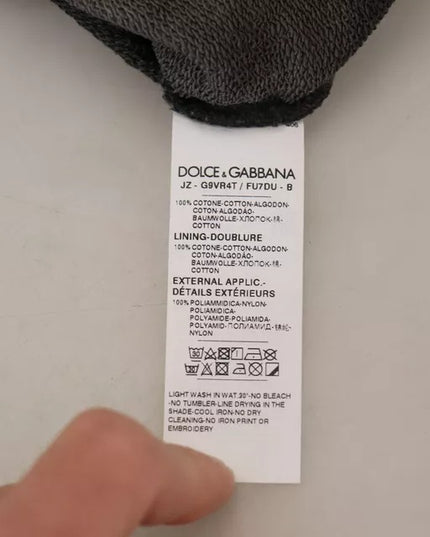 DOLCE & GABBANA
JZ - G9VR4T / FU7DU - B
100% COTONE-COTTON-ALGODON-
COTON-ALGODÃO-
BAUMWOLLE-ХЛОПОК-棉-
COTTON
LINING-DOUBLURE
100% COTONE-COTTON-ALGODON-
COTON-ALGODÃO-
BAUMWOLLE-ХЛОПОК-棉-
COTTON
EXTERNAL APPLIC.-
DÉTAILS EXTÉRIEURS
100% POLIAMMIDICA-NYLON-
POLIAMIDICA-
POLYAMIDE-POLIAMIDA-
POLYAMID-ПОЛИАМИД-
NYLON
LIGHT WASH IN WAT.30°-NO BLEACH
-NO TUMBLER-LINE DRYING IN THE
SHADE-COOL IRON-NO DRY
CLEANING-NO IRON PRINT OR
EMBROIDERY